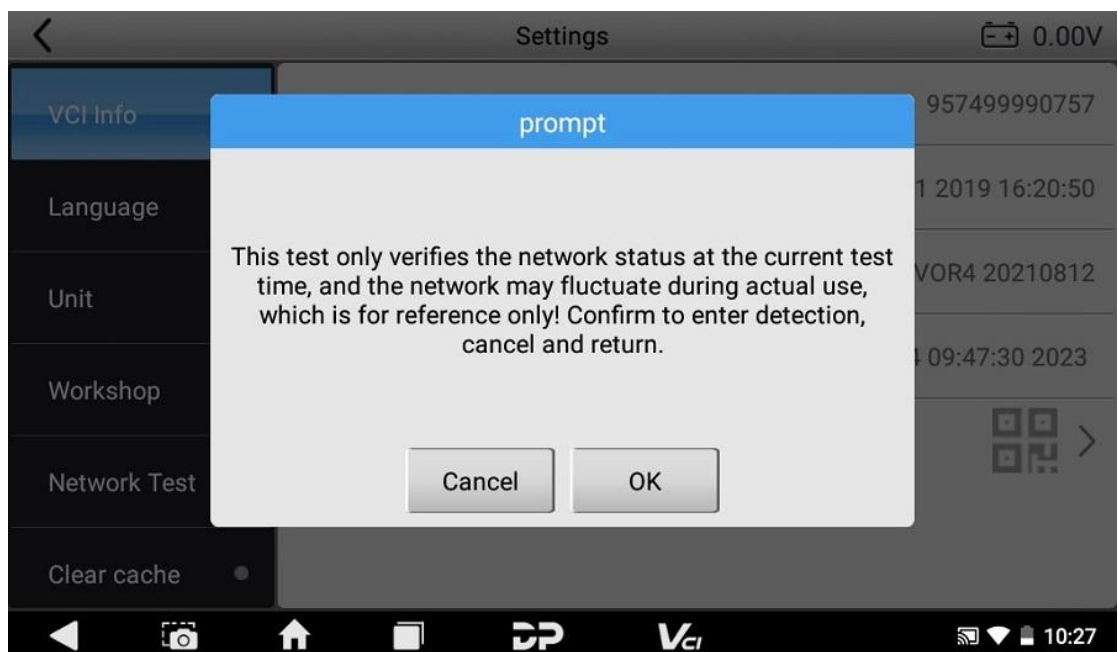 Settings
0.00V
VCI Info
957499990757
prompt
Language
1 2019 16:20:50
This test only verifies the network status at the current test
time, and the network may fluctuate during actual use,
which is for reference only! Confirm to enter detection,
cancel and return.
Unit
VOR4 20210812
Workshop
09:47:30 2023
Network Test
Cancel
OK
Clear cache
DP
VCI
10:27